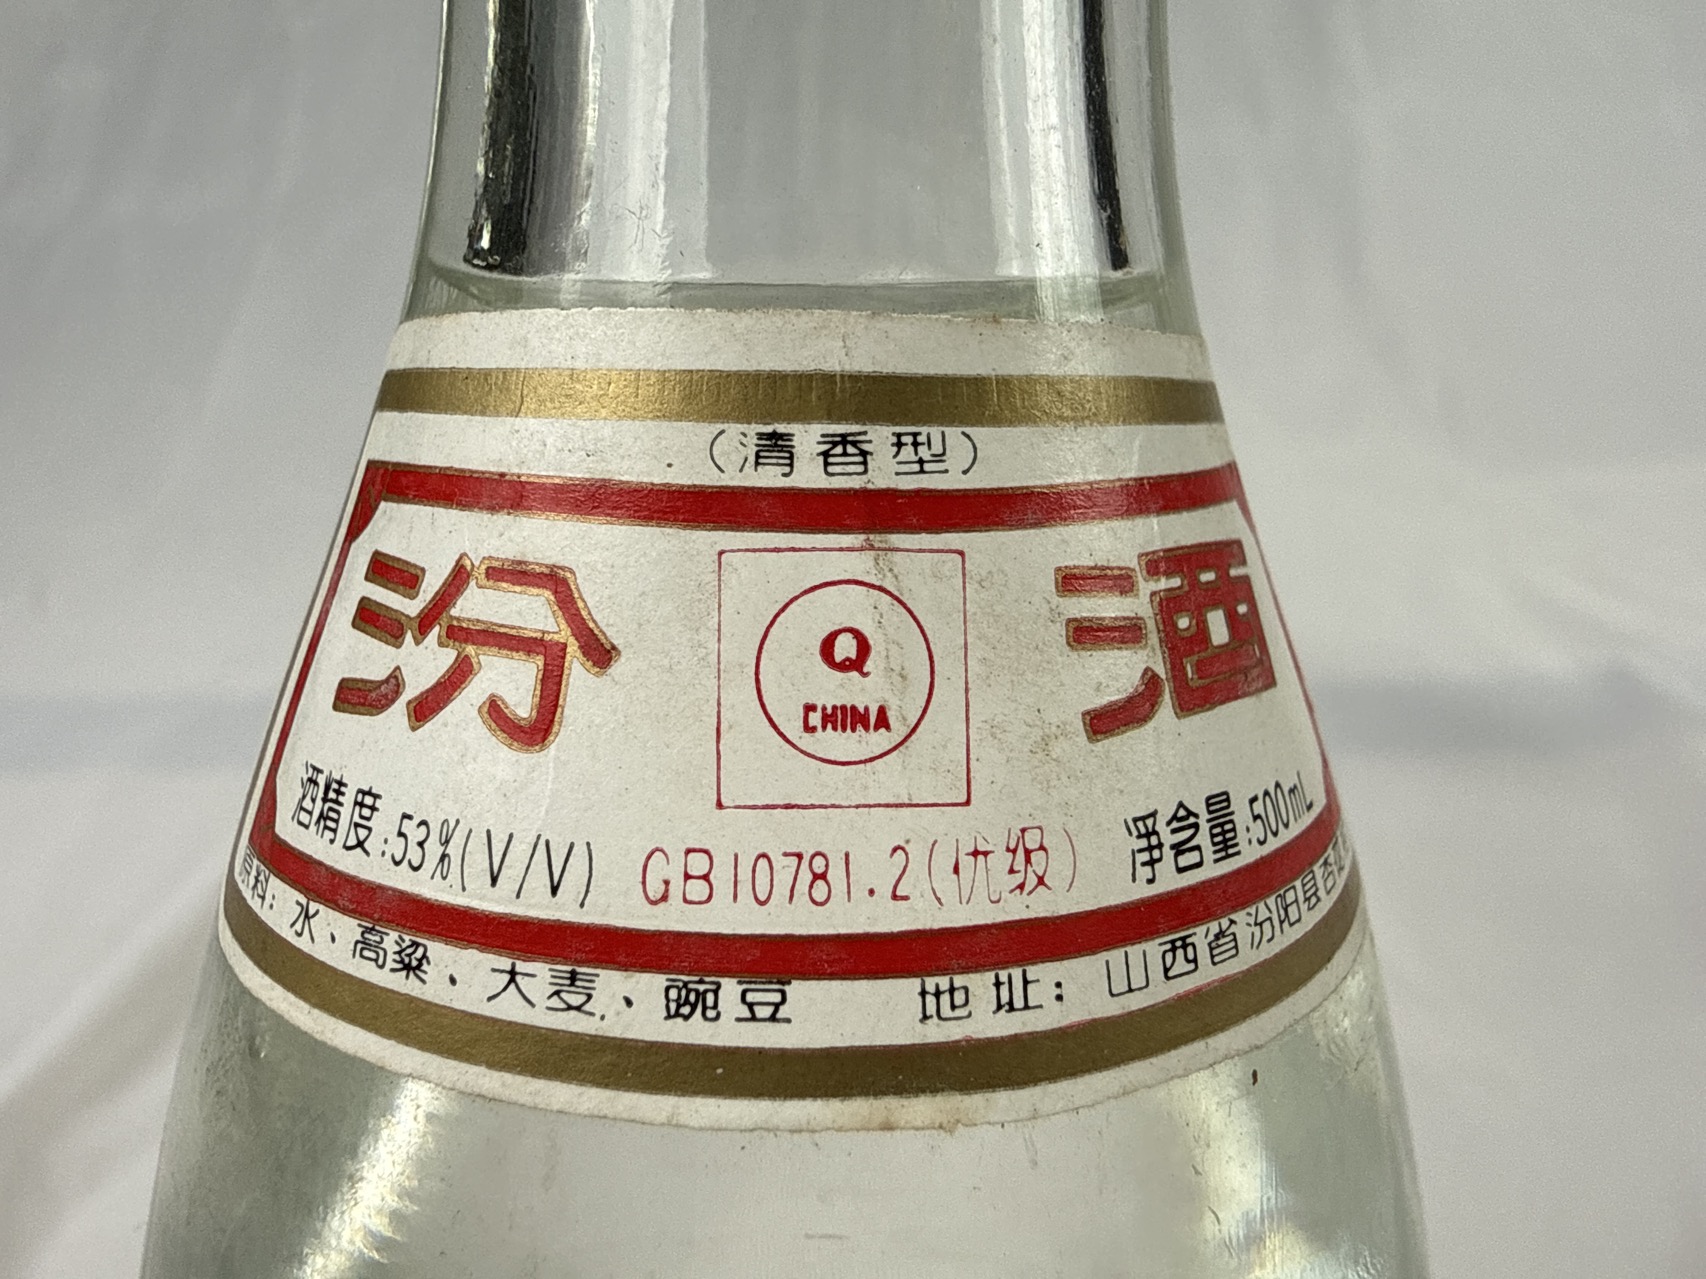 （清香型）
汾酒
Q
CHINA
酒精度:53%(V/V)
GB10781.2(优级)
净含量:500mL
原料：水、高粱、大麦、豌豆
地址：山西省汾阳县杏